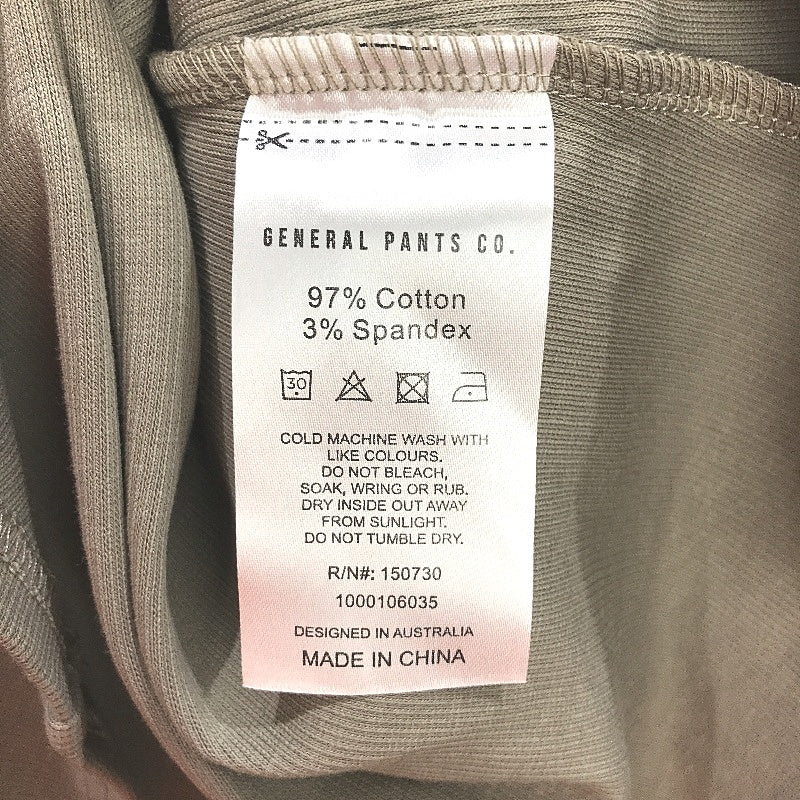 GENERAL PANTS CO.
97% Cotton
3% Spandex
30
COLD MACHINE WASH WITH
LIKE COLOURS.
DO NOT BLEACH,
SOAK, WRING OR RUB.
DRY INSIDE OUT AWAY
FROM SUNLIGHT.
DO NOT TUMBLE DRY.
R/N#: 150730
1000106035
DESIGNED IN AUSTRALIA
MADE IN CHINA